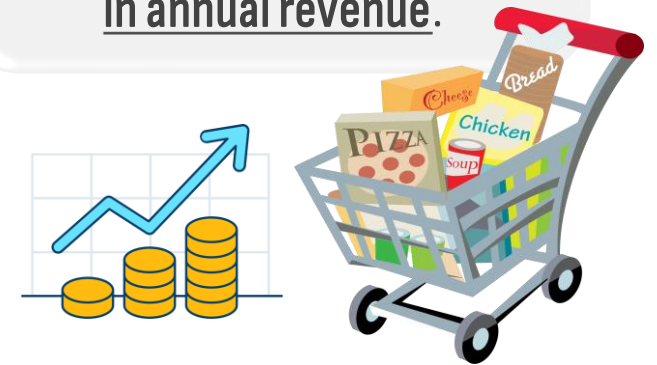 in annual revenue.
Bread
Cheese
Chicken
PIZZA
Soup